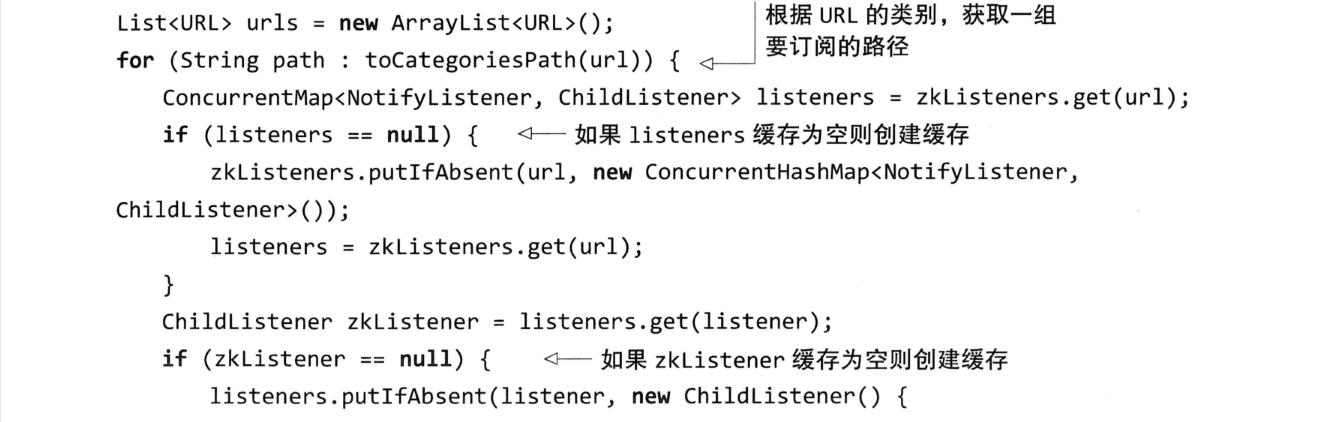 List<URL> urls = new ArrayList<URL>();
根据 URL 的类别，获取一组
要订阅的路径
for (String path : toCategoriesPath(url)) {
ConcurrentMap<NotifyListener, ChildListener> listeners = zkListeners.get(url);
if (listeners == null) { 如果 listeners 缓存为空则创建缓存
zkListeners.putIfAbsent(url, new ConcurrentHashMap<NotifyListener,
ChildListener>());
listeners = zkListeners.get(url);
}
ChildListener zkListener = listeners.get(listener);
if (zkListener == null) { 如果 zkListener 缓存为空则创建缓存
listeners.putIfAbsent(listener, new ChildListener() {